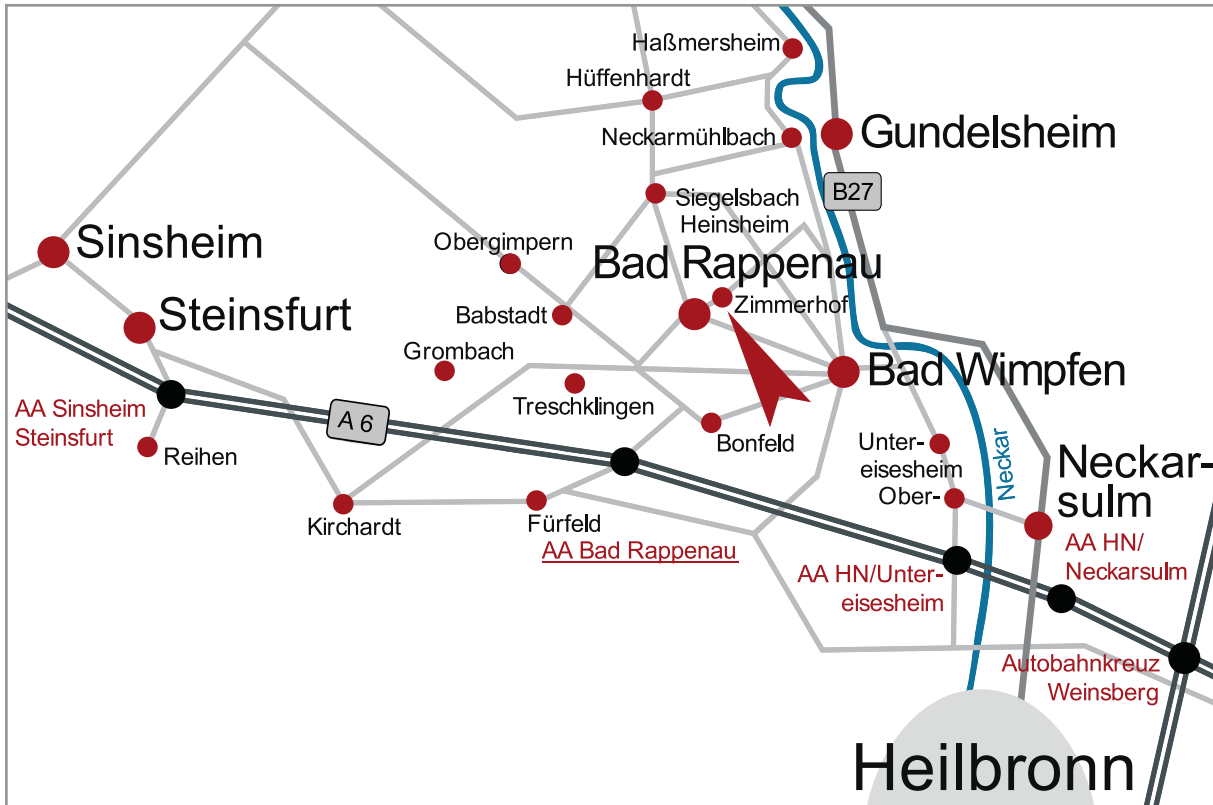 Haßmersheim
Hüffenhardt
Neckarmühlbach
Gundelsheim
B27
Siegelsbach
Heinsheim
Sinsheim
Obergimpern
Bad Rappenau
Zimmerhof
Steinsfurt
Babstadt
Grombach
Bad Wimpfen
Treschklingen
AA Sinsheim
Steinsfurt
A 6
Bonfeld
Reihen
Unter-
eisesheim
Ober-
Neckar
Neckar-
sulm
Kirchardt
Fürfeld
AA Bad Rappenau
AA HN/
Neckarsulm
AA HN/Unter-
eisesheim
Autobahnkreuz
Weinsberg
Heilbronn